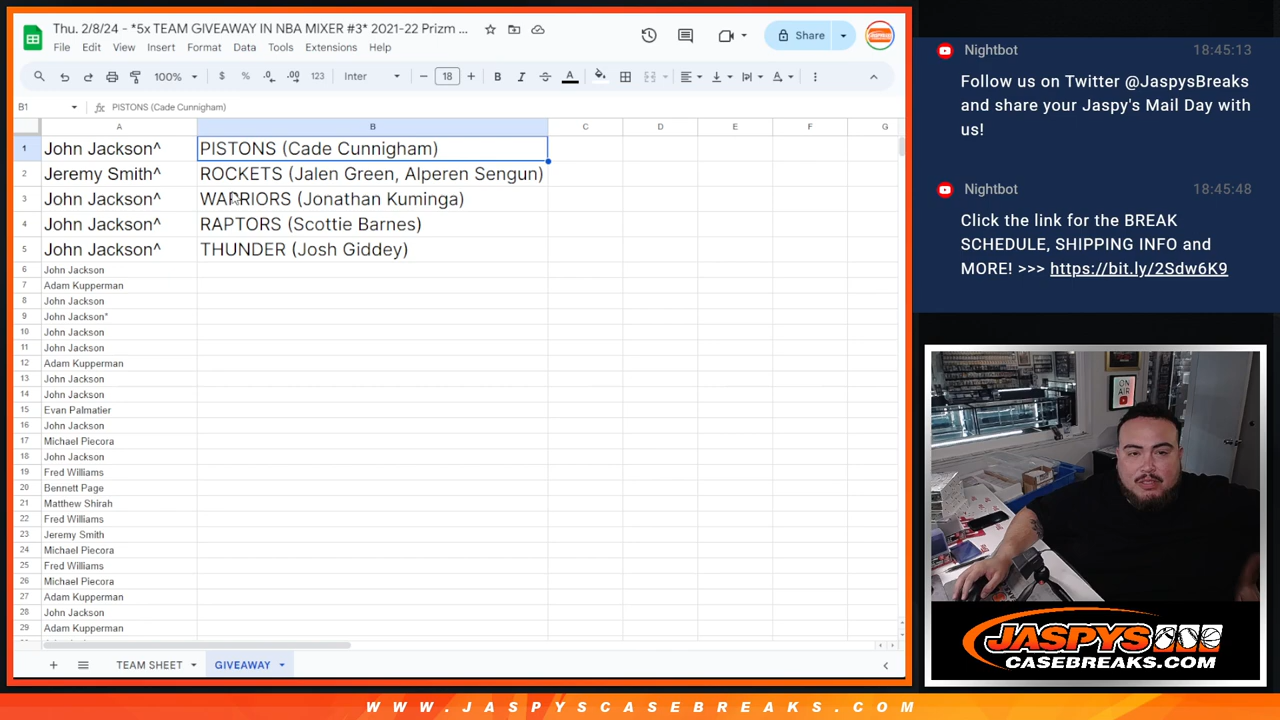 Thu. 2/8/24 - *5x TEAM GIVEAWAY IN NBA MIXER #3* 2021-22 Prizm ...
Share
File Edit View Insert Format Data Tools Extensions Help
100% $ % .0 .00 123 Inter − 18 + B I A
B1 fx PISTONS (Cade Cunnigham)
A B C D E F G
1 John Jackson^ PISTONS (Cade Cunnigham)
2 Jeremy Smith^ ROCKETS (Jalen Green, Alperen Sengun)
3 John Jackson^ WARRIORS (Jonathan Kuminga)
4 John Jackson^ RAPTORS (Scottie Barnes)
5 John Jackson^ THUNDER (Josh Giddey)
6 John Jackson
7 Adam Kupperman
8 John Jackson
9 John Jackson*
10 John Jackson
11 John Jackson
12 Adam Kupperman
13 John Jackson
14 John Jackson
15 Evan Palmatier
16 John Jackson
17 Michael Piecora
18 John Jackson
19 Fred Williams
20 Bennett Page
21 Matthew Shirah
22 Fred Williams
23 Jeremy Smith
24 Michael Piecora
25 Fred Williams
26 Michael Piecora
27 Adam Kupperman
28 John Jackson
29 Adam Kupperman
+ TEAM SHEET GIVEAWAY
Nightbot 18:45:13
Follow us on Twitter @JaspysBreaks
and share your Jaspy's Mail Day with
us!
Nightbot 18:45:48
Click the link for the BREAK
SCHEDULE, SHIPPING INFO and
MORE! >>> https://bit.ly/2Sdw6K9
ON
AIR
JASPYS
CASEBREAKS.COM
WWW.JASPYSCASEBREAKS.COM